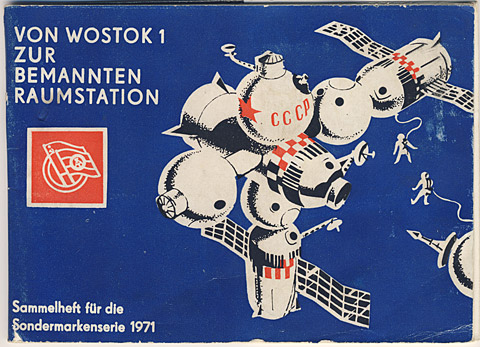 VON WOSTOK 1
ZUR
BEMANNTEN
RAUMSTATION
CCCP
Sammelheft für die
Sondermarkenserie 1971